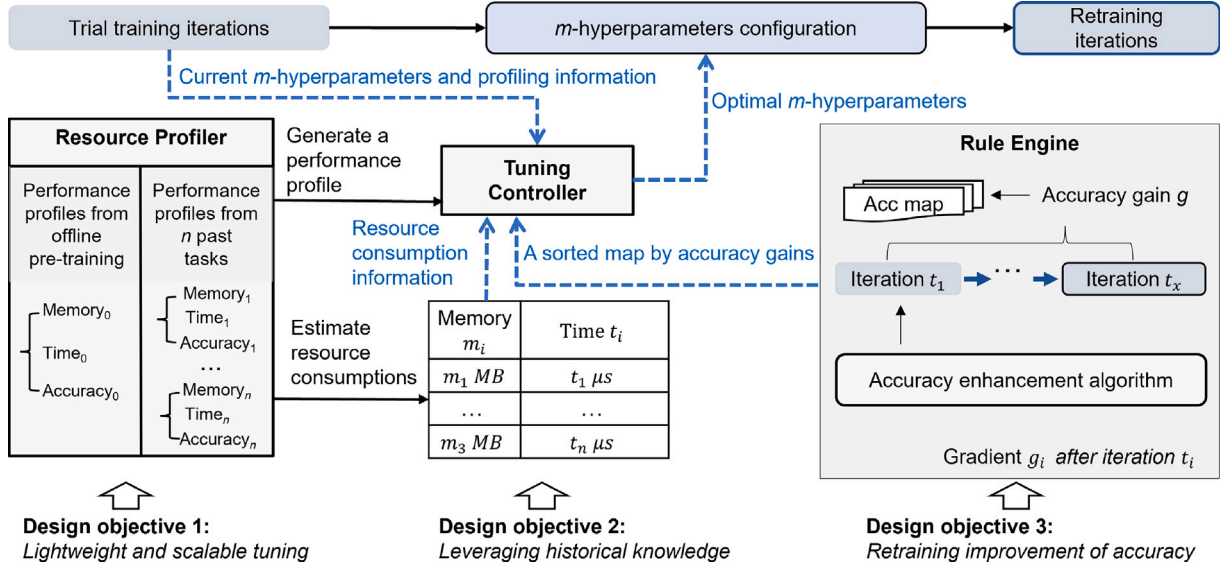 Trial training iterations
m-hyperparameters configuration
Retraining
iterations
Current m-hyperparameters and profiling information
Optimal m-hyperparameters
Resource Profiler
Performance
profiles from
offline
pre-training
Memory₀
Time₀
Accuracy₀
Performance
profiles from
n past
tasks
Memory₁
Time₁
Accuracy₁
...
Memoryₙ
Timeₙ
Accuracyₙ
Generate a
performance
profile
Tuning
Controller
Resource
consumption
information
A sorted map by accuracy gains
Estimate
resource
consumptions
Memory
mᵢ
Time tᵢ
m₁ MB
t₁ μs
...
...
m₃ MB
tₙ μs
Rule Engine
Acc map
Accuracy gain g
Iteration t₁
...
Iteration tₓ
Accuracy enhancement algorithm
Gradient gᵢ after iteration tᵢ
Design objective 1:
Lightweight and scalable tuning
Design objective 2:
Leveraging historical knowledge
Design objective 3:
Retraining improvement of accuracy